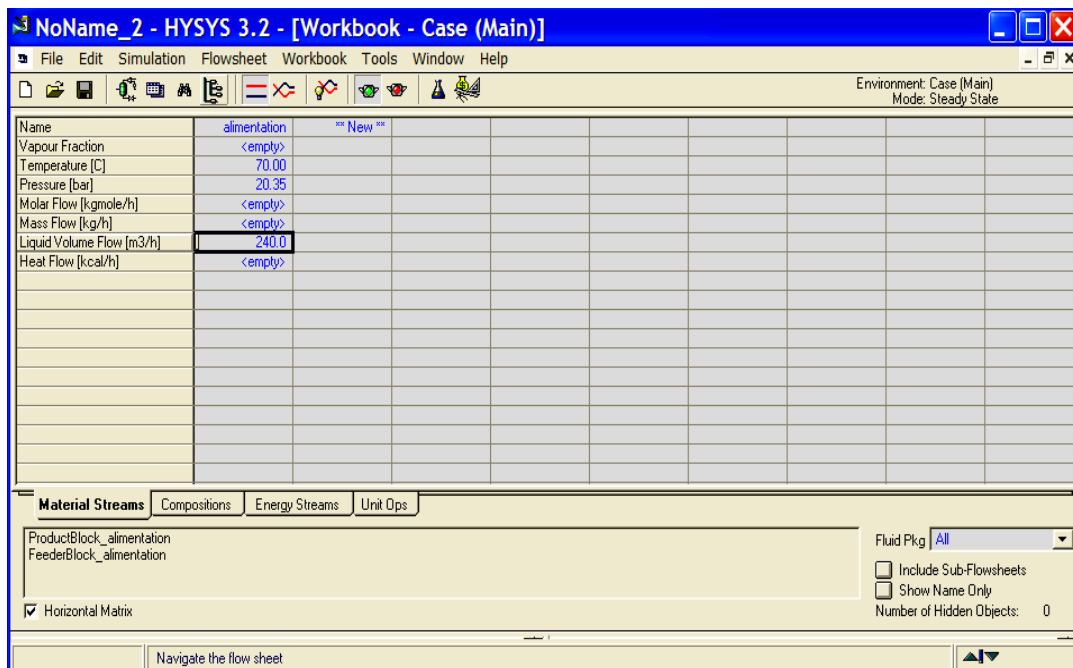 NoName_2 - HYSYS 3.2 - [Workbook - Case (Main)]
File Edit Simulation Flowsheet Workbook Tools Window Help
Environment: Case (Main)
Mode: Steady State
Name alimentation ** New **
Vapour Fraction <empty>
Temperature [C] 70.00
Pressure [bar] 20.35
Molar Flow [kgmole/h] <empty>
Mass Flow [kg/h] <empty>
Liquid Volume Flow [m3/h] 240.0
Heat Flow [kcal/h] <empty>
Material Streams Compositions Energy Streams Unit Ops
ProductBlock_alimentation
FeederBlock_alimentation
Fluid Pkg All
Include Sub-Flowsheets
Show Name Only
Horizontal Matrix
Number of Hidden Objects: 0
Navigate the flow sheet